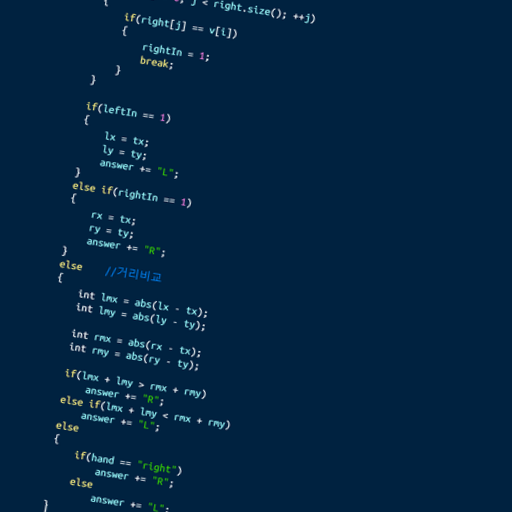 { j < right.size(); ++j)
if(right[j] == v[i])
{
rightIn = 1;
break;
}
}
if(leftIn == 1)
{
lx = tx;
ly = ty;
answer += "L";
}
else if(rightIn == 1)
{
rx = tx;
ry = ty;
answer += "R";
}
else //거리비교
{
int lmx = abs(lx - tx);
int lmy = abs(ly - ty);
int rmx = abs(rx - tx);
int rmy = abs(ry - ty);
if(lmx + lmy > rmx + rmy)
answer += "R";
else if(lmx + lmy < rmx + rmy)
answer += "L";
else
{
if(hand == "right")
answer += "R";
else
answer += "L";
}